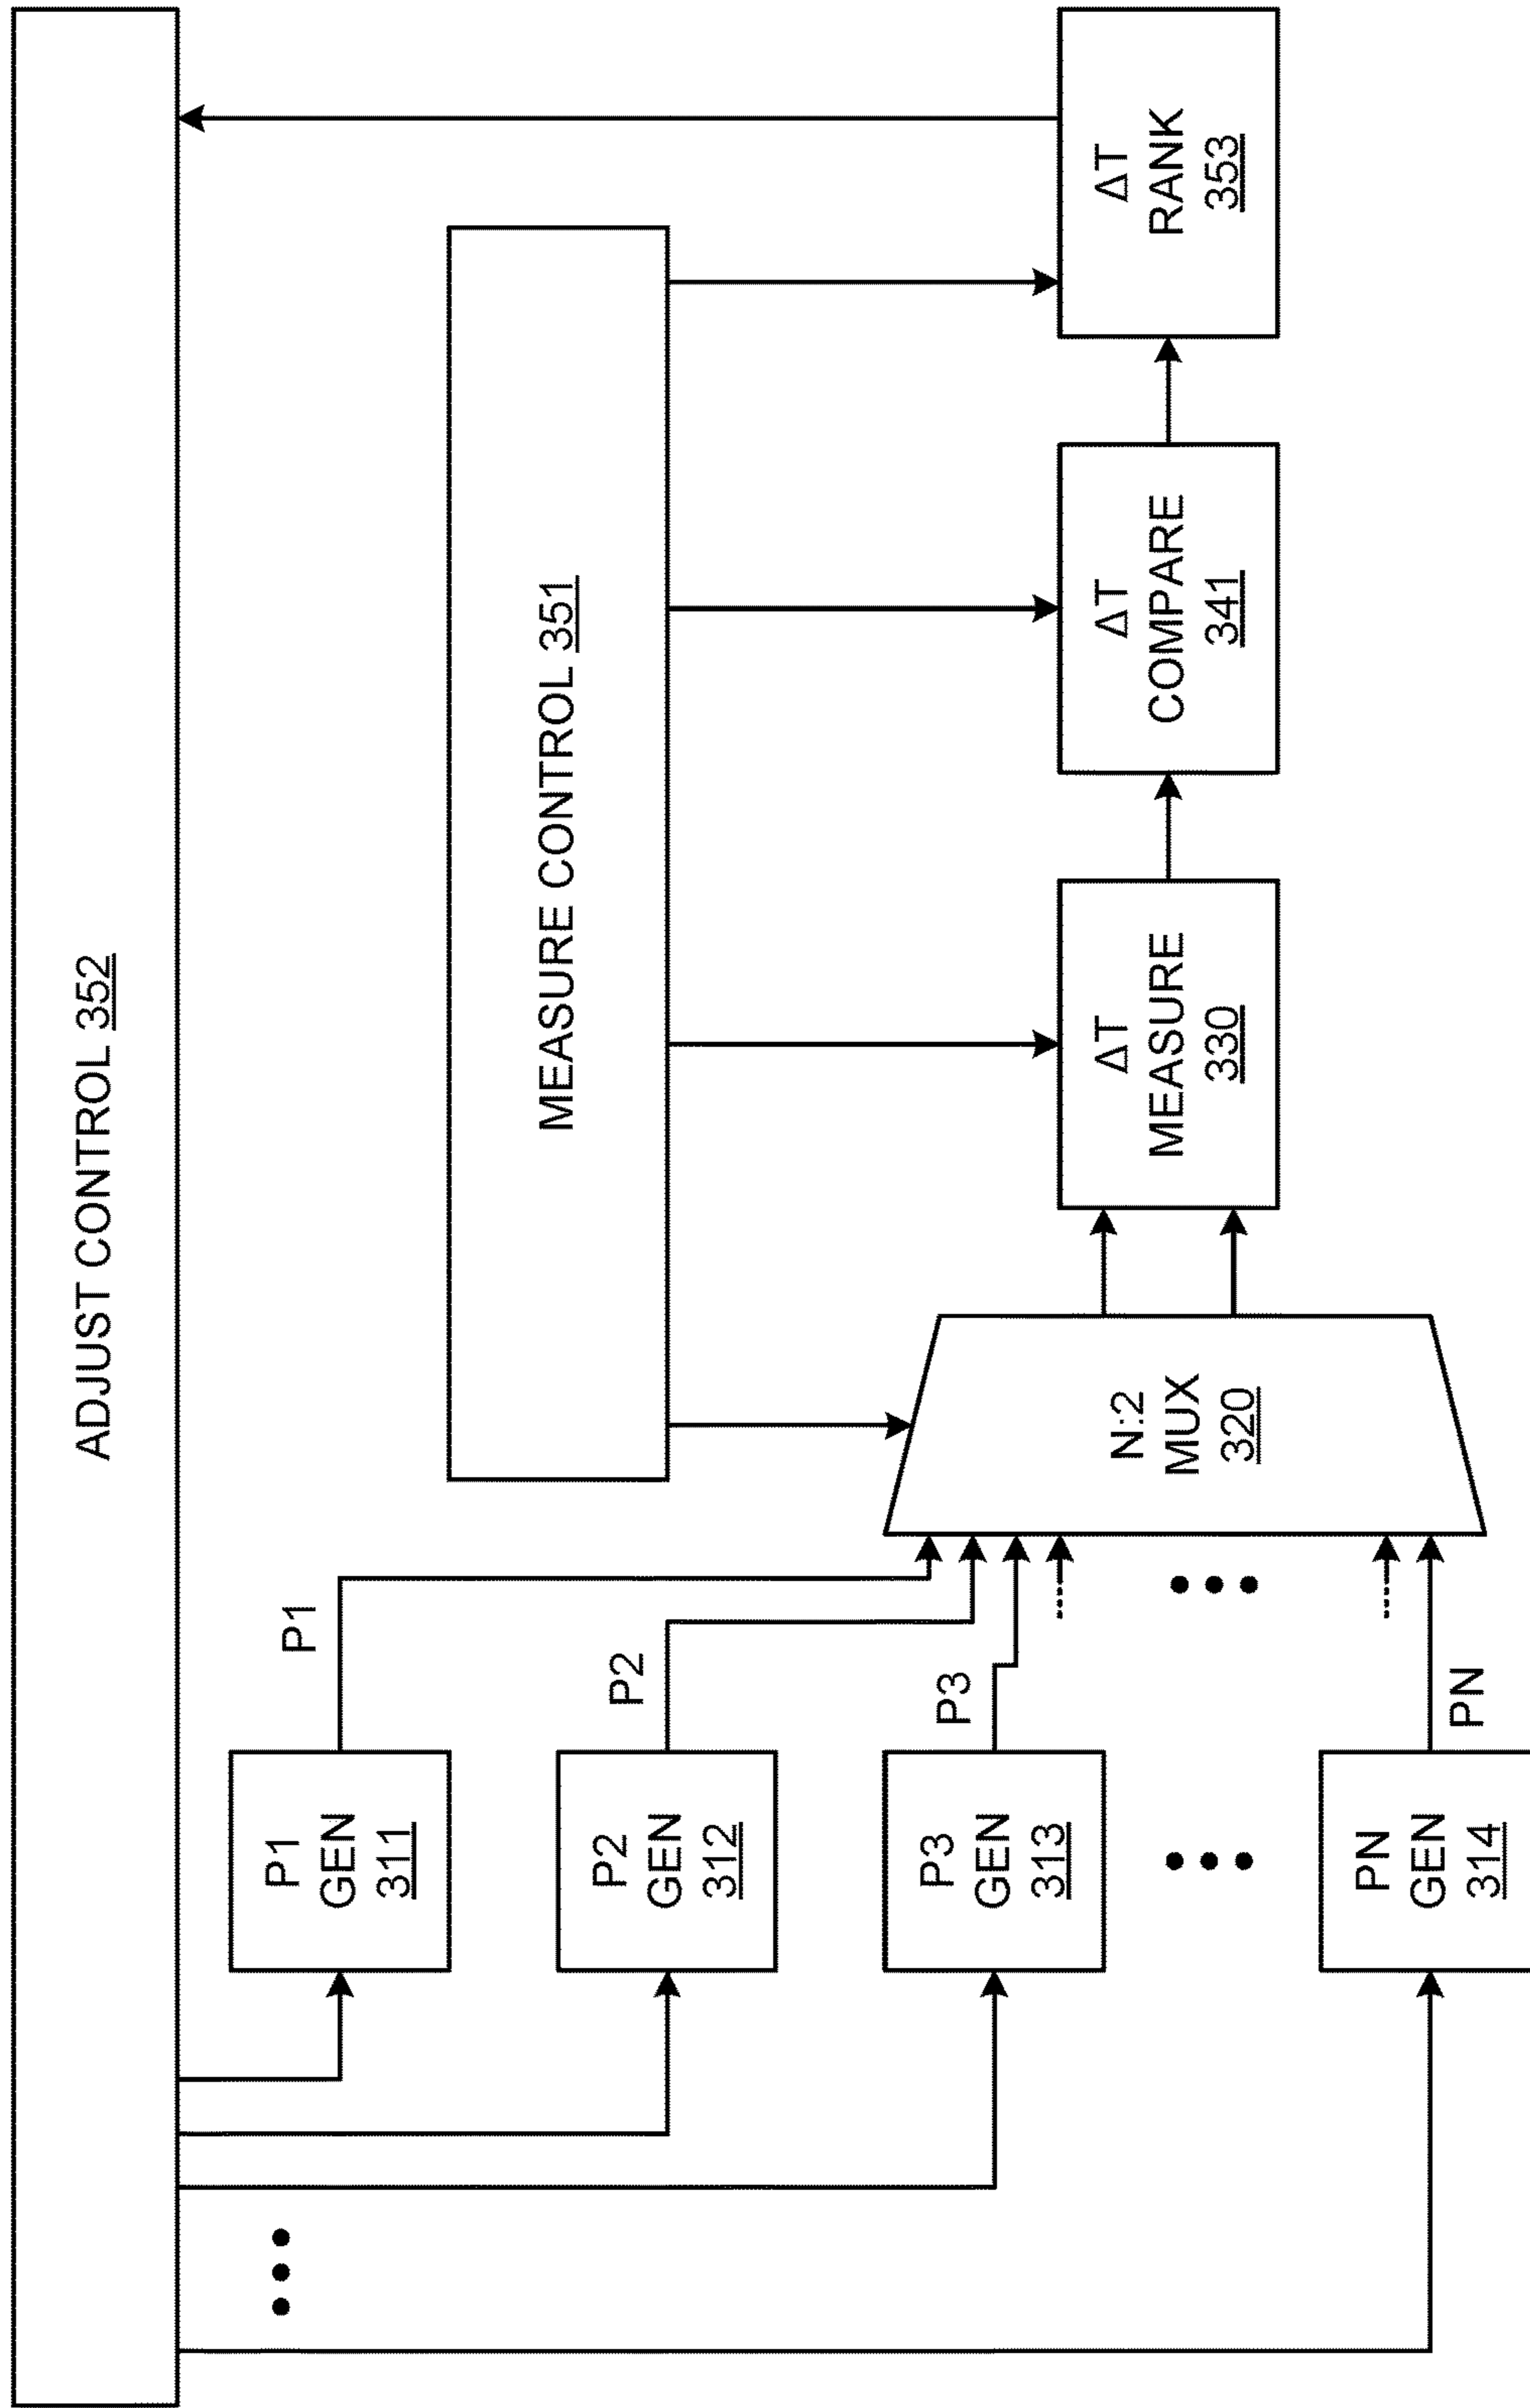 ADJUST CONTROL 352
MEASURE CONTROL 351
P1
GEN
311
P1
P2
GEN
312
P2
P3
GEN
313
P3
PN
GEN
314
PN
N:2
MUX
320
ΔT
MEASURE
330
ΔT
COMPARE
341
ΔT
RANK
353